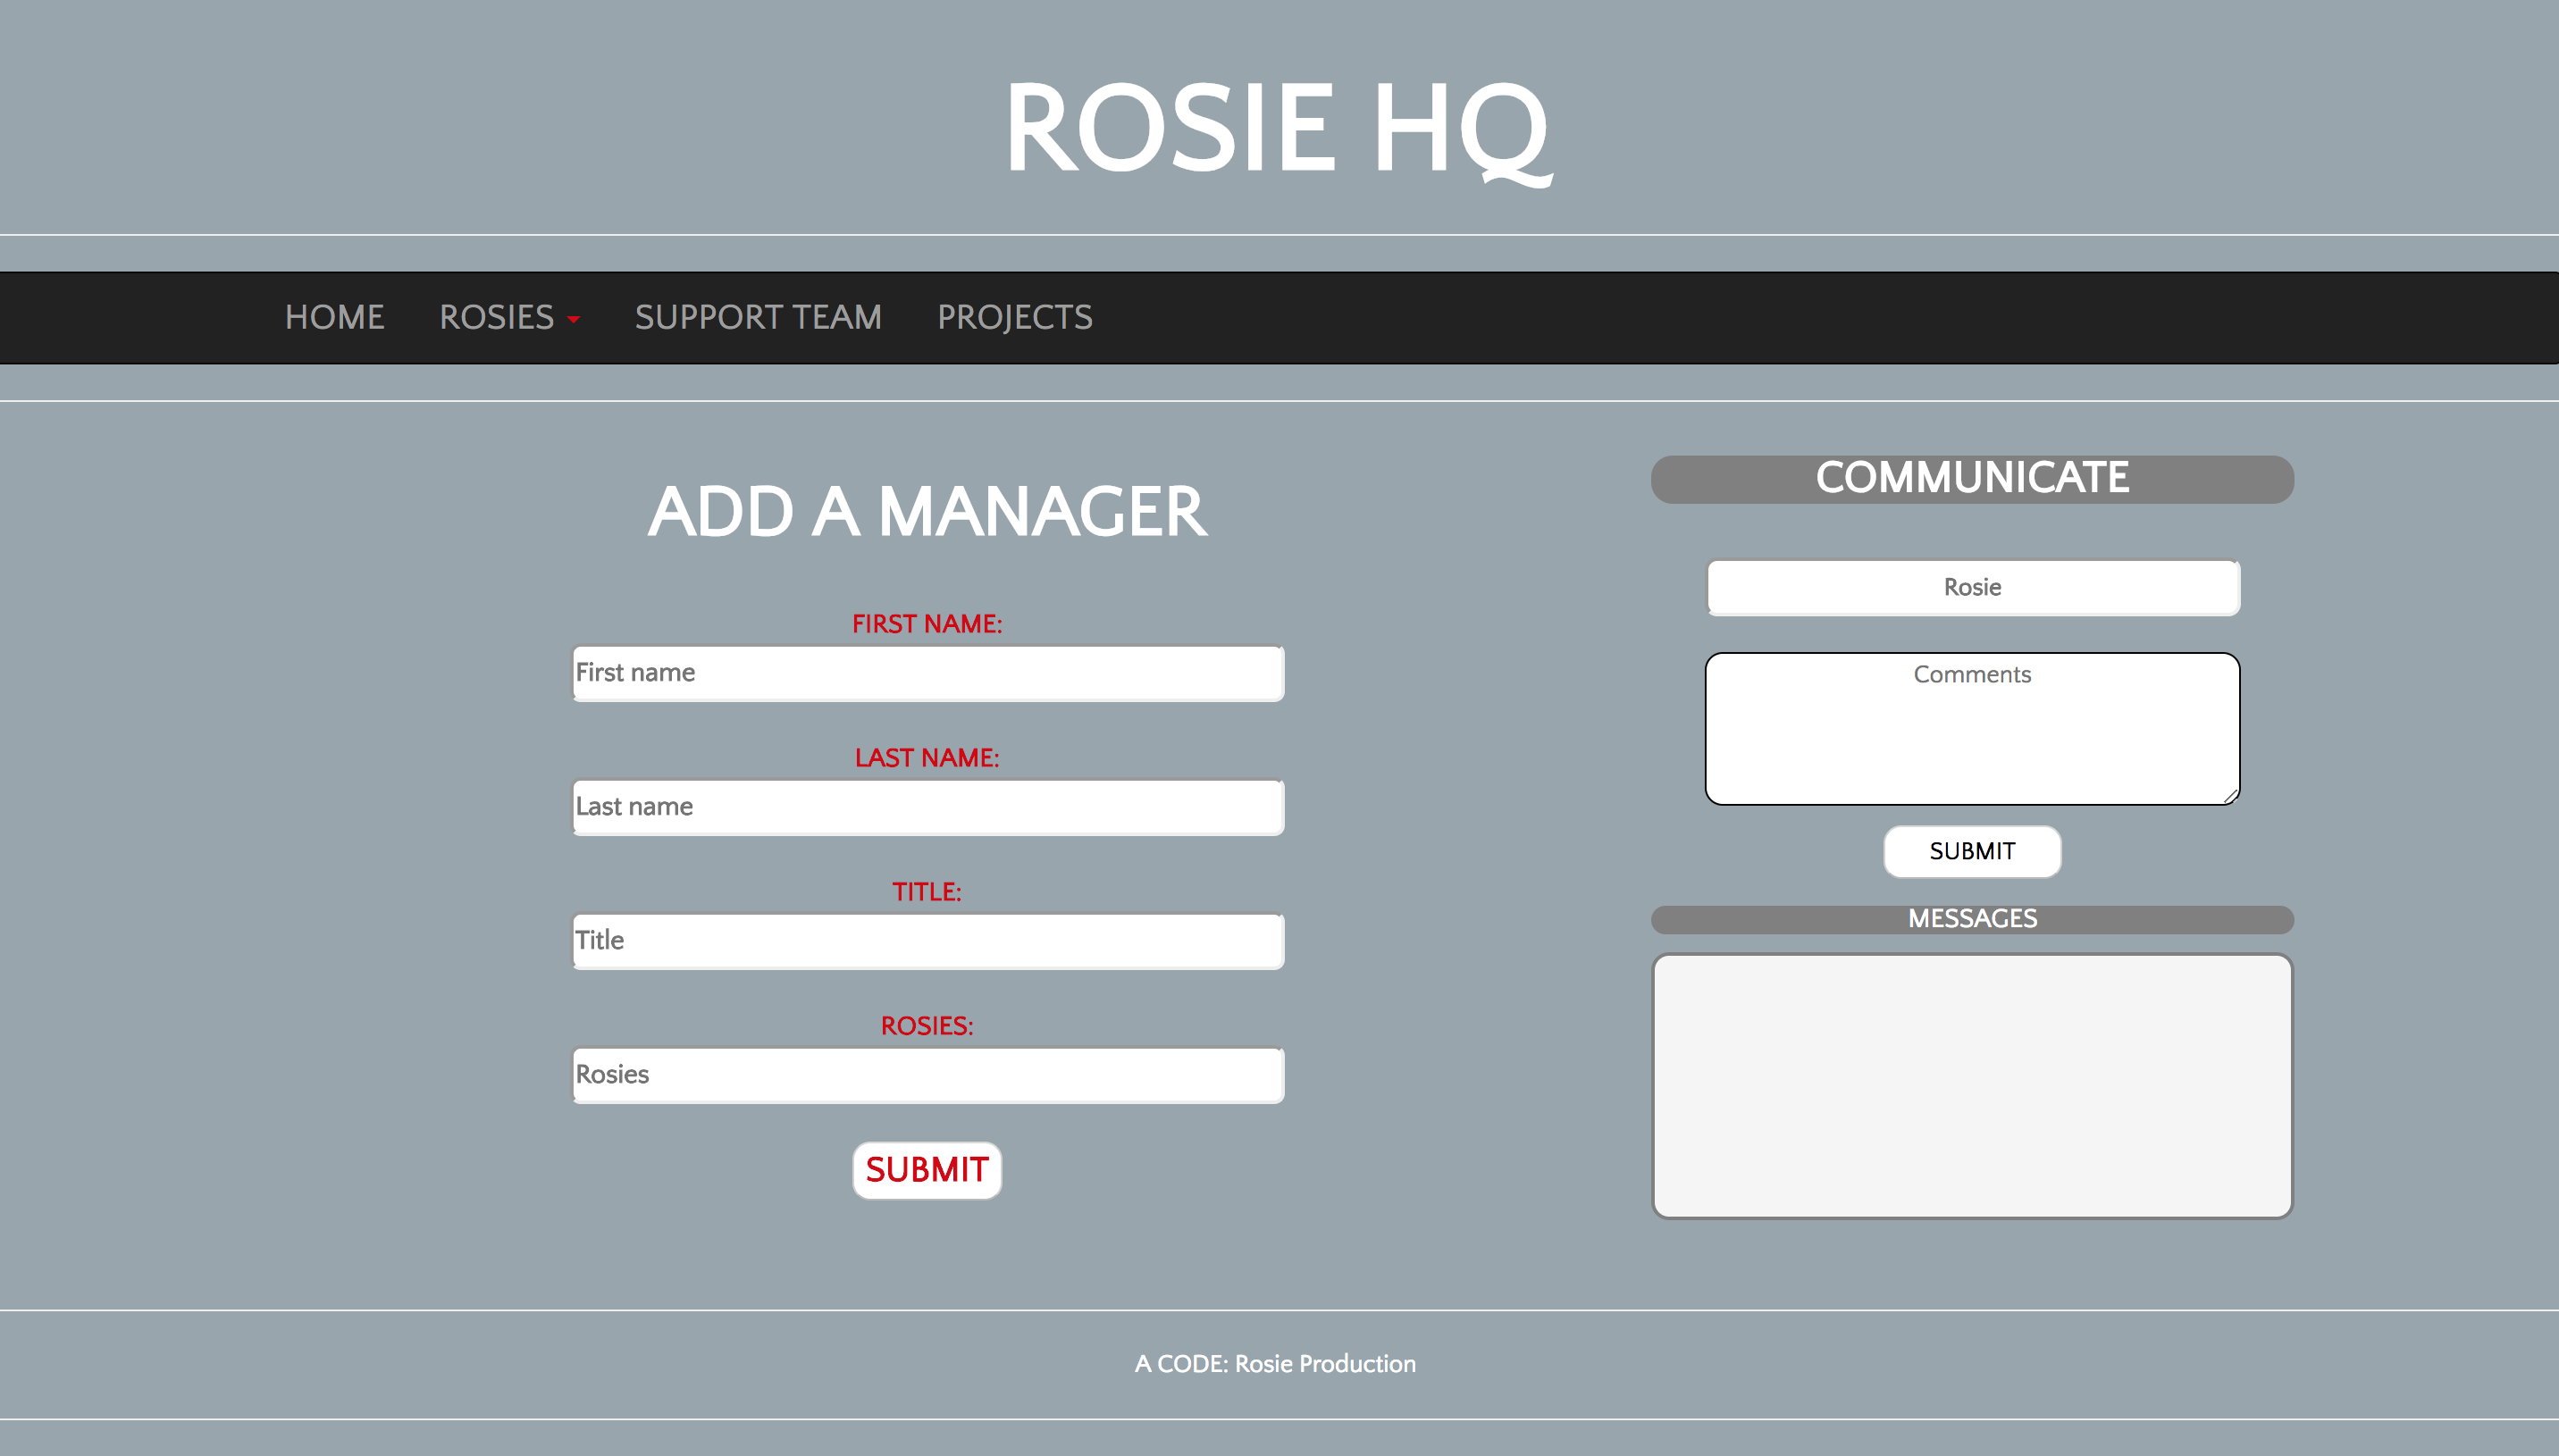 ROSIE HQ
HOME ROSIES SUPPORT TEAM PROJECTS
ADD A MANAGER
FIRST NAME:
First name
LAST NAME:
Last name
TITLE:
Title
ROSIES:
Rosies
SUBMIT
COMMUNICATE
Rosie
Comments
SUBMIT
MESSAGES
A CODE: Rosie Production